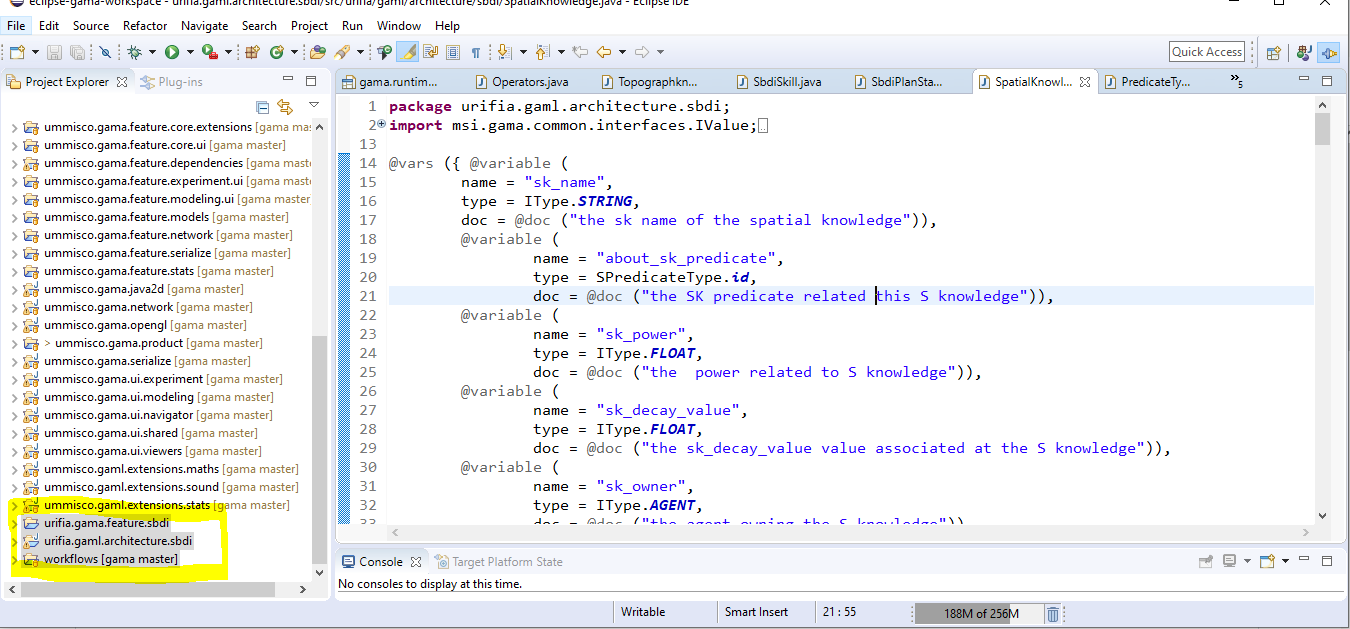 eclipse-gama-workspace - urifia.gaml.architecture.sbdi/src/urifia/gaml/architecture/sbdi/SpatialKnowledge.java - Eclipse IDE
File Edit Source Refactor Navigate Search Project Run Window Help
Quick Access
Project Explorer Plug-ins
gama.runtim... Operators.java Topographkn... SbdiSkill.java SbdiPlanSta... SpatialKnowl... PredicateTy... »5
ummisco.gama.feature.core.extensions [gama mas
ummisco.gama.feature.core.ui [gama master]
ummisco.gama.feature.dependencies [gama maste
ummisco.gama.feature.experiment.ui [gama maste
ummisco.gama.feature.modeling.ui [gama master]
ummisco.gama.feature.models [gama master]
ummisco.gama.feature.network [gama master]
ummisco.gama.feature.serialize [gama master]
ummisco.gama.feature.stats [gama master]
ummisco.gama.java2d [gama master]
ummisco.gama.network [gama master]
ummisco.gama.opengl [gama master]
> ummisco.gama.product [gama master]
ummisco.gama.serialize [gama master]
ummisco.gama.ui.experiment [gama master]
ummisco.gama.ui.modeling [gama master]
ummisco.gama.ui.navigator [gama master]
ummisco.gama.ui.shared [gama master]
ummisco.gama.ui.viewers [gama master]
ummisco.gaml.extensions.maths [gama master]
ummisco.gaml.extensions.sound [gama master]
ummisco.gaml.extensions.stats [gama master]
urifia.gama.feature.sbdi
urifia.gaml.architecture.sbdi
workflows [gama master]
1 package urifia.gaml.architecture.sbdi;
2 import msi.gama.common.interfaces.IValue;
13
14 @vars ({ @variable (
15 name = "sk_name",
16 type = IType.STRING,
17 doc = @doc ("the sk name of the spatial knowledge")),
18 @variable (
19 name = "about_sk_predicate",
20 type = SPredicateType.id,
21 doc = @doc ("the SK predicate related this S knowledge")),
22 @variable (
23 name = "sk_power",
24 type = IType.FLOAT,
25 doc = @doc ("the  power related to S knowledge")),
26 @variable (
27 name = "sk_decay_value",
28 type = IType.FLOAT,
29 doc = @doc ("the sk_decay_value value associated at the S knowledge")),
30 @variable (
31 name = "sk_owner",
32 type = IType.AGENT,
33 doc = @doc ("the agent owning the S knowledge"))
Console Target Platform State
No consoles to display at this time.
Writable Smart Insert 21 : 55 188M of 256M